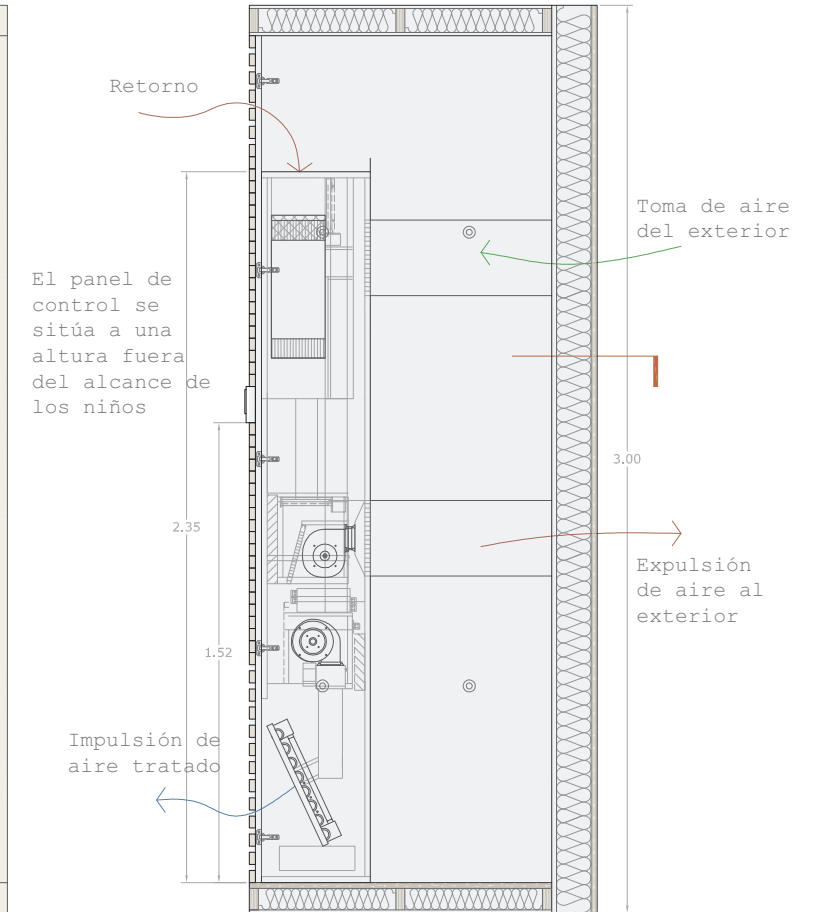 Retorno
Toma de aire
del exterior
El panel de
control se
sitúa a una
altura fuera
del alcance de
los niños
3.00
2.35
Expulsión
de aire al
exterior
1.52
Impulsión de
aire tratado